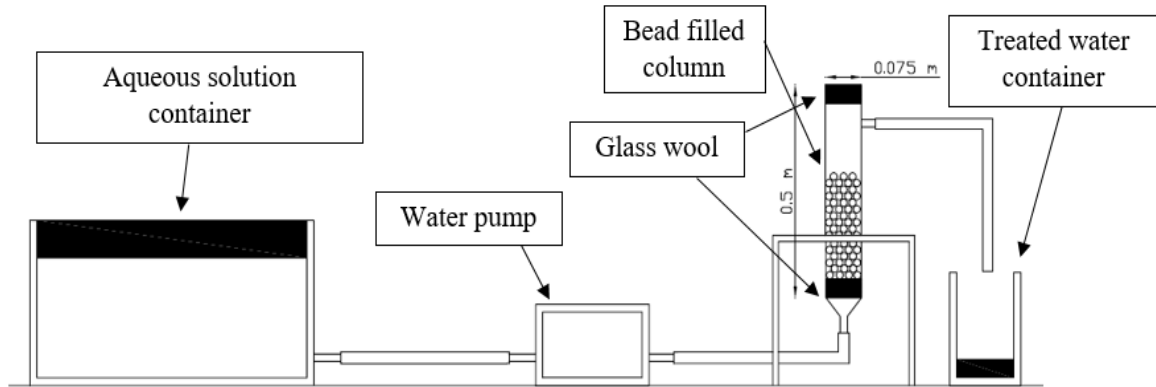 Aqueous solution
container
Water pump
Bead filled
column
Glass wool
0.075 m
0.5 m
Treated water
container